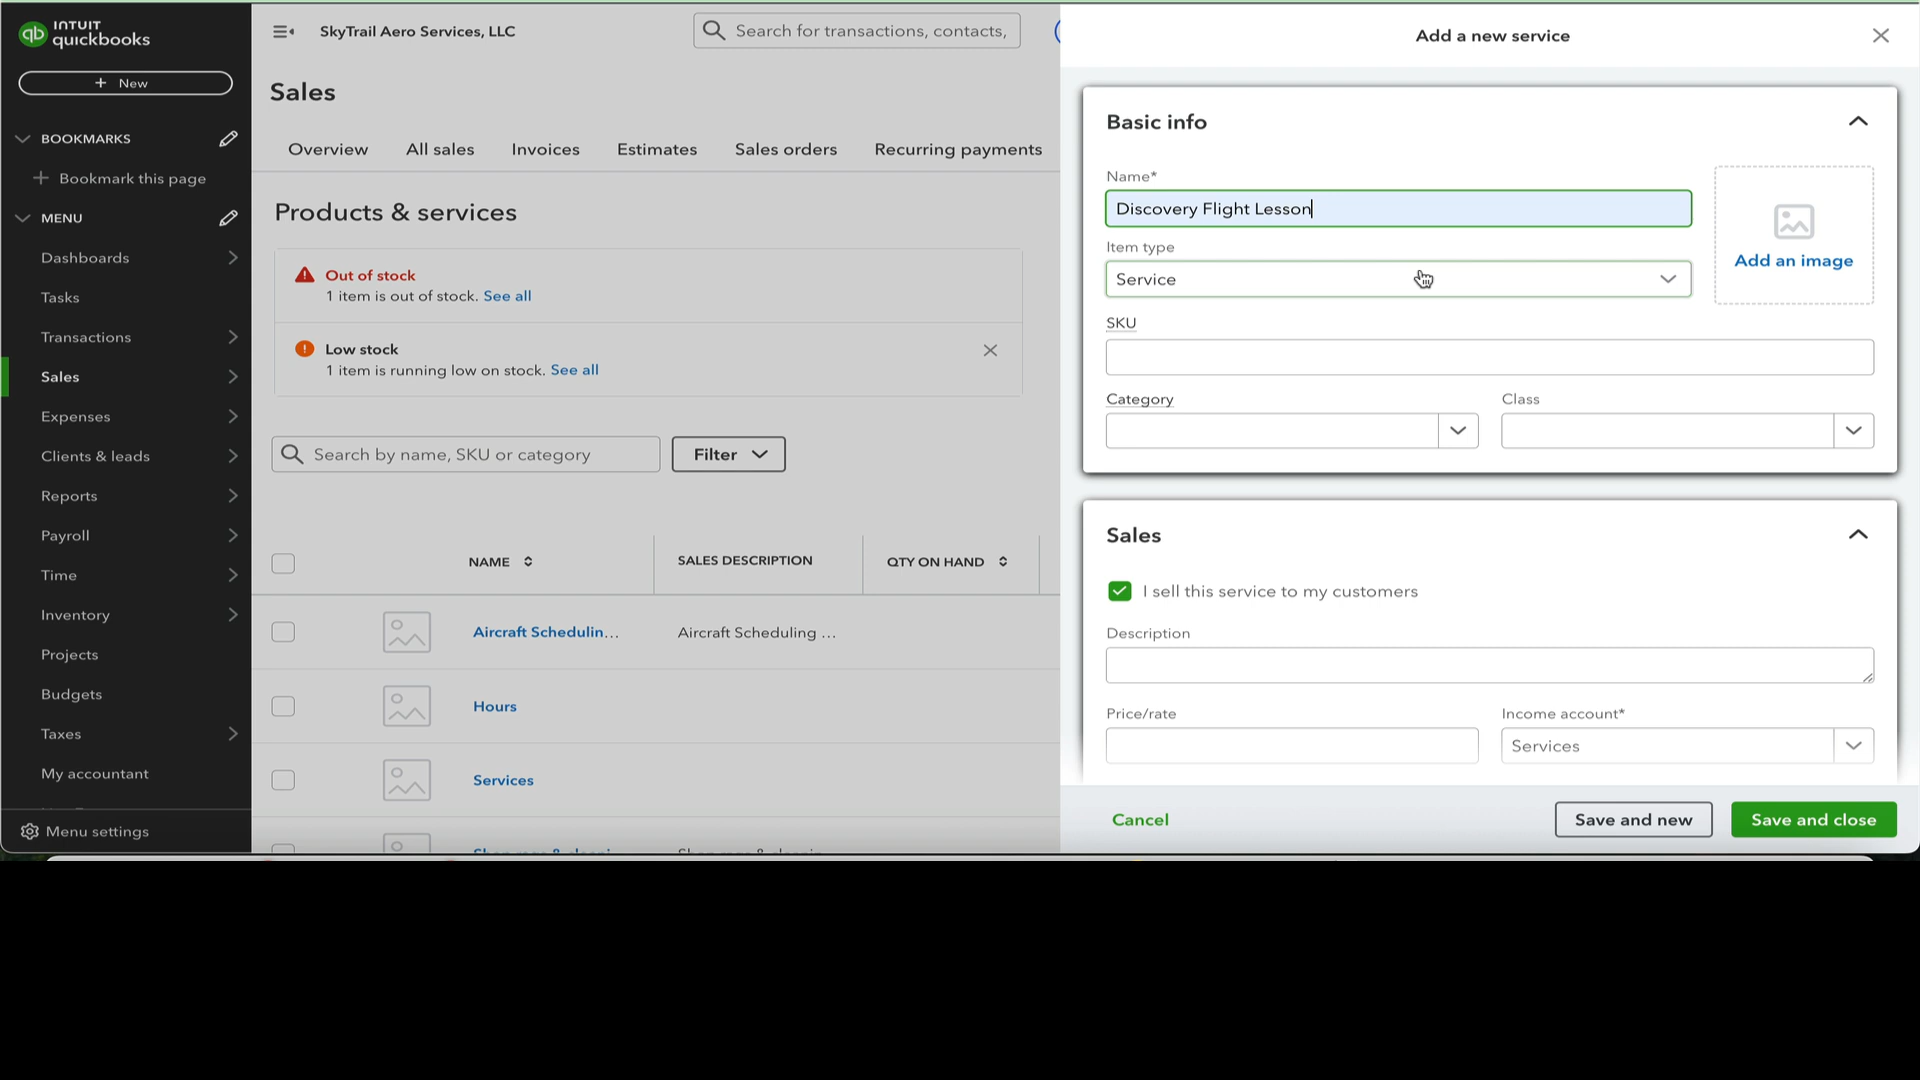 INTUIT
quickbooks
qb
+ New
BOOKMARKS
Bookmark this page
MENU
Dashboards
Tasks
Transactions
Sales
Expenses
Clients & leads
Reports
Payroll
Time
Inventory
Projects
Budgets
Taxes
My accountant
Menu settings
SkyTrail Aero Services, LLC
Search for transactions, contacts,
Sales
Overview All sales Invoices Estimates Sales orders Recurring payments
Products & services
Out of stock
1 item is out of stock. See all
Low stock
1 item is running low on stock. See all
Search by name, SKU or category
Filter
NAME SALES DESCRIPTION QTY ON HAND
Aircraft Schedulin... Aircraft Scheduling ...
Hours
Services
Add a new service
Basic info
Name*
Discovery Flight Lesson
Add an image
Item type
Service
SKU
Category Class
Sales
I sell this service to my customers
Description
Price/rate Income account*
Services
Cancel Save and new Save and close